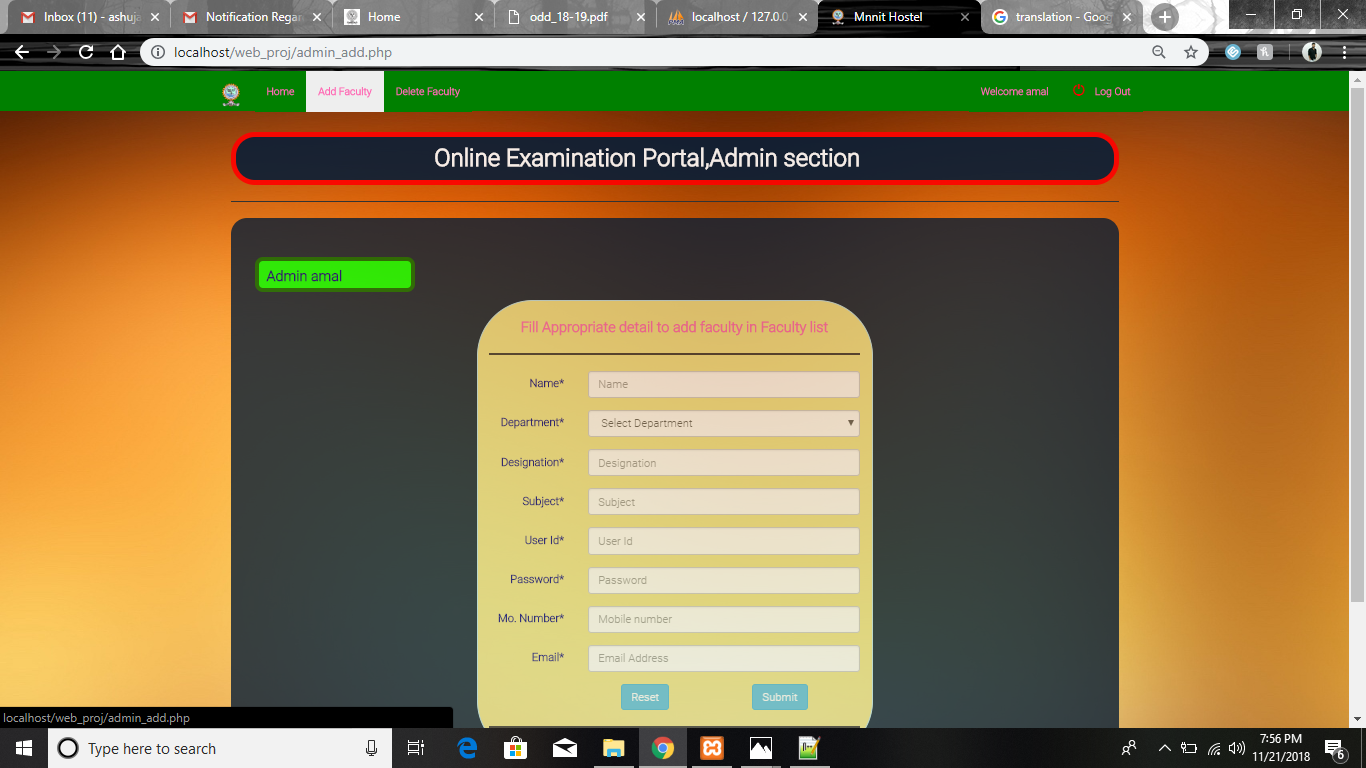 Inbox (11) - ashuja
Notification Regar
Home
odd_18-19.pdf
localhost / 127.0.0
Mnnit Hostel
translation - Goog
localhost/web_proj/admin_add.php
Home
Add Faculty
Delete Faculty
Welcome amal
Log Out
Online Examination Portal,Admin section
Admin amal
Fill Appropriate detail to add faculty in Faculty list
Name* Name
Department* Select Department
Designation* Designation
Subject* Subject
User Id* User Id
Password* Password
Mo. Number* Mobile number
Email* Email Address
Reset Submit
localhost/web_proj/admin_add.php
Type here to search
7:56 PM
11/21/2018
6